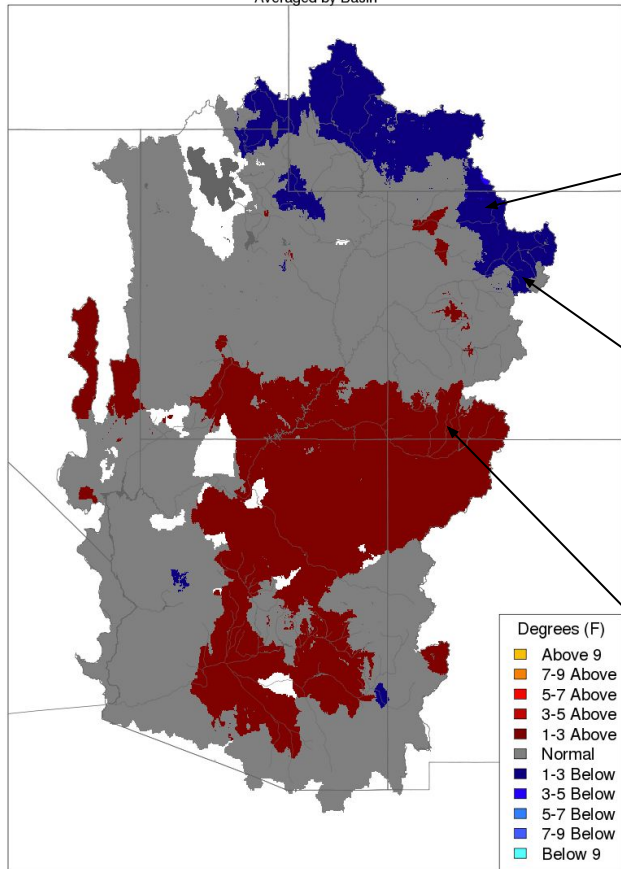 Averaged by Basin
Degrees (F)
Above 9
7-9 Above
5-7 Above
3-5 Above
1-3 Above
Normal
1-3 Below
3-5 Below
5-7 Below
7-9 Below
Below 9